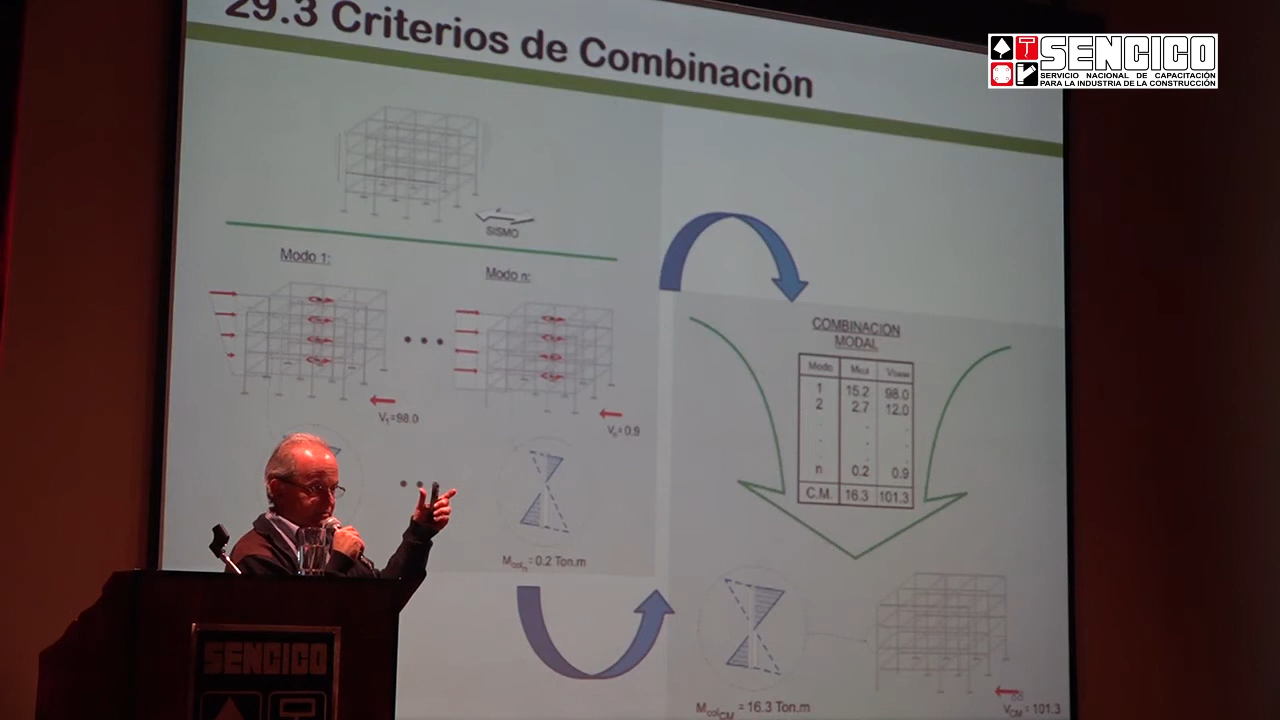 29.3 Criterios de Combinación
SENCICO
SERVICIO NACIONAL DE CAPACITACIÓN
PARA LA INDUSTRIA DE LA CONSTRUCCIÓN
SISMO
Modo 1:
Modo n:
V1=98.0
Vn=0.9
Mcoln = 0.2 Ton.m
COMBINACION
MODAL
Modo Mcol Vbase
1 15.2 98.0
2 2.7 12.0
n 0.2 0.9
C.M. 16.3 101.3
McolCM = 16.3 Ton.m
VCM = 101.3
SENCICO